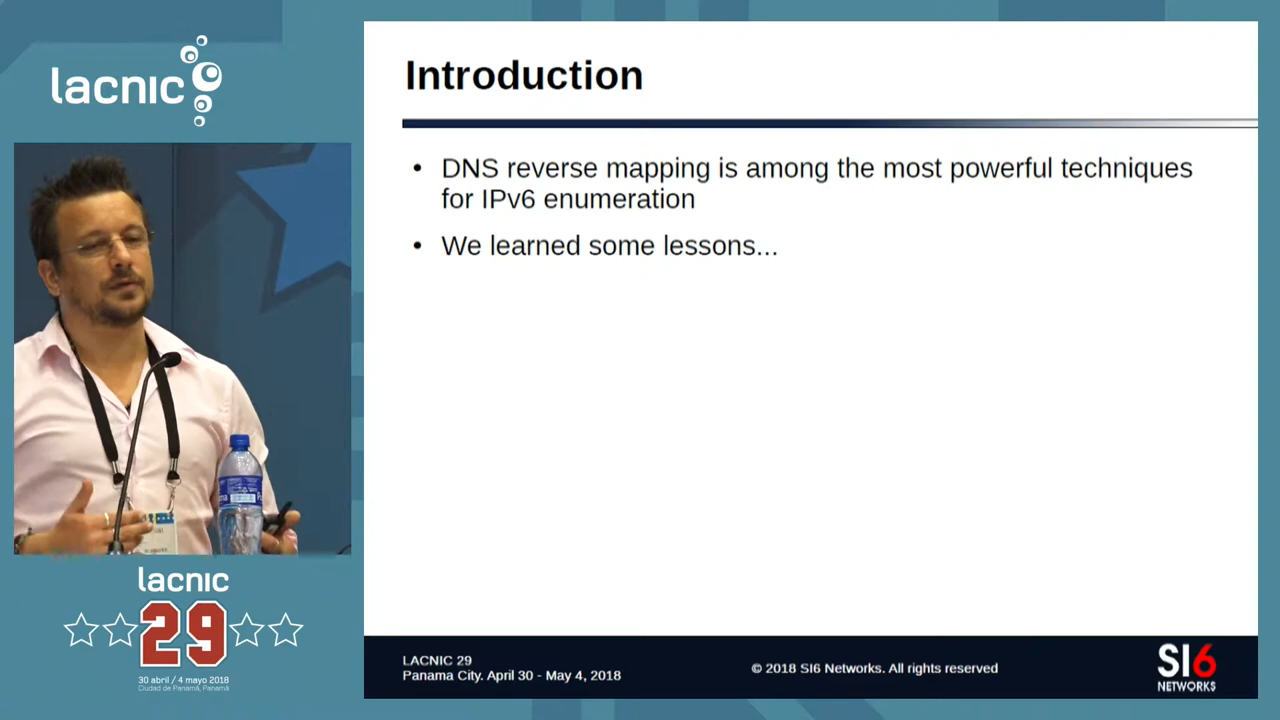 lacnic
Introduction
• DNS reverse mapping is among the most powerful techniques
for IPv6 enumeration
• We learned some lessons...
lacnic
29
30 abril / 4 mayo 2018
Ciudad de Panamá, Panamá
LACNIC 29
Panama City. April 30 - May 4, 2018
© 2018 SI6 Networks. All rights reserved
SI6
NETWORKS